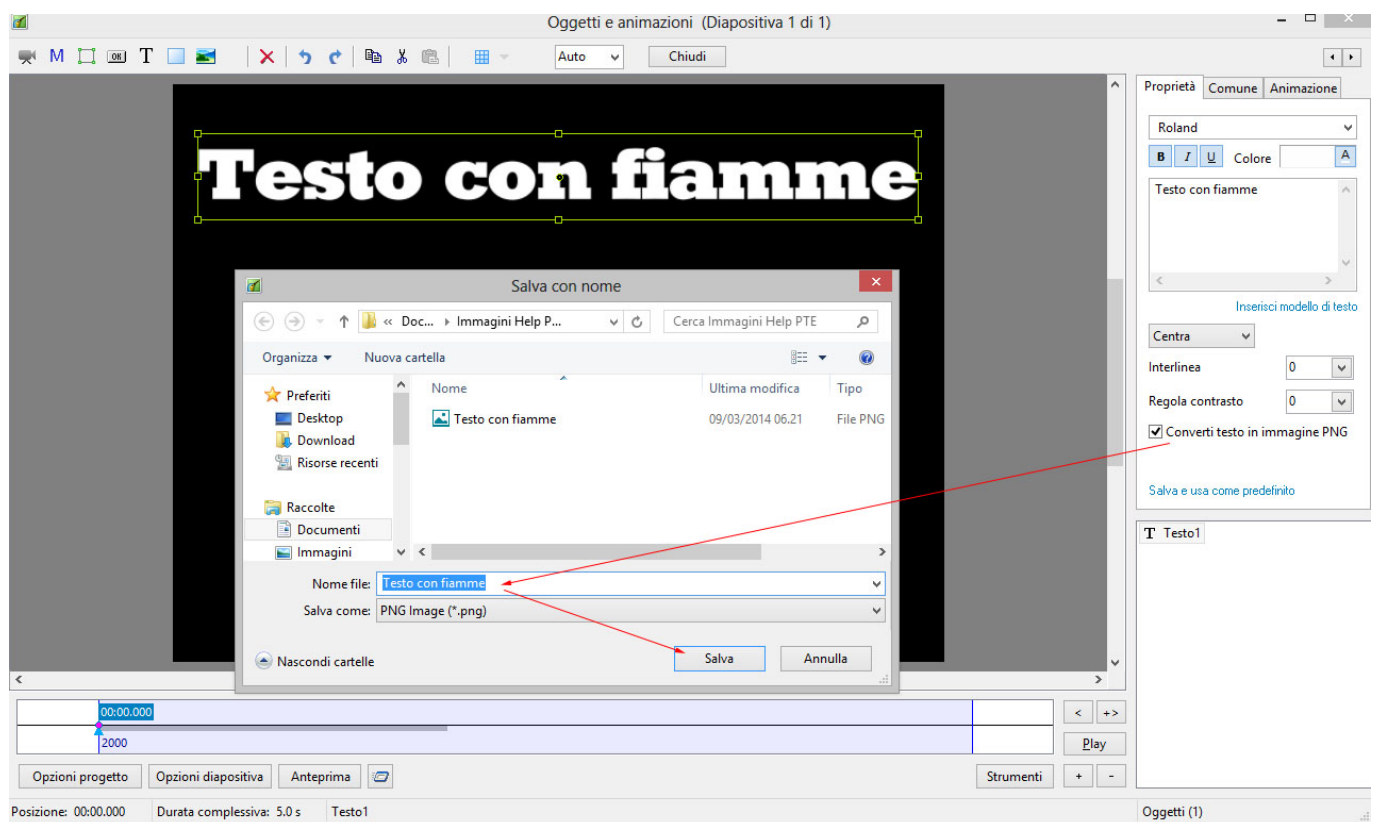 Oggetti e animazioni (Diapositiva 1 di 1)
M OK T Auto Chiudi
Proprietà Comune Animazione
Roland
B I U Colore A
Testo con fiamme
Inserisci modello di testo
Centra
Interlinea 0
Regola contrasto 0
Converti testo in immagine PNG
Salva e usa come predefinito
T Testo1
Testo con fiamme
Salva con nome
« Doc... Immagini Help P... Cerca Immagini Help PTE
Organizza Nuova cartella
Preferiti
Desktop
Download
Risorse recenti
Raccolte
Documenti
Immagini
Nome Ultima modifica Tipo
Testo con fiamme 09/03/2014 06.21 File PNG
Nome file: Testo con fiamme
Salva come: PNG Image (*.png)
Nascondi cartelle Salva Annulla
00:00.000
2000
< +>
Play
Opzioni progetto Opzioni diapositiva Anteprima Strumenti + -
Posizione: 00:00.000 Durata complessiva: 5.0 s Testo1 Oggetti (1)